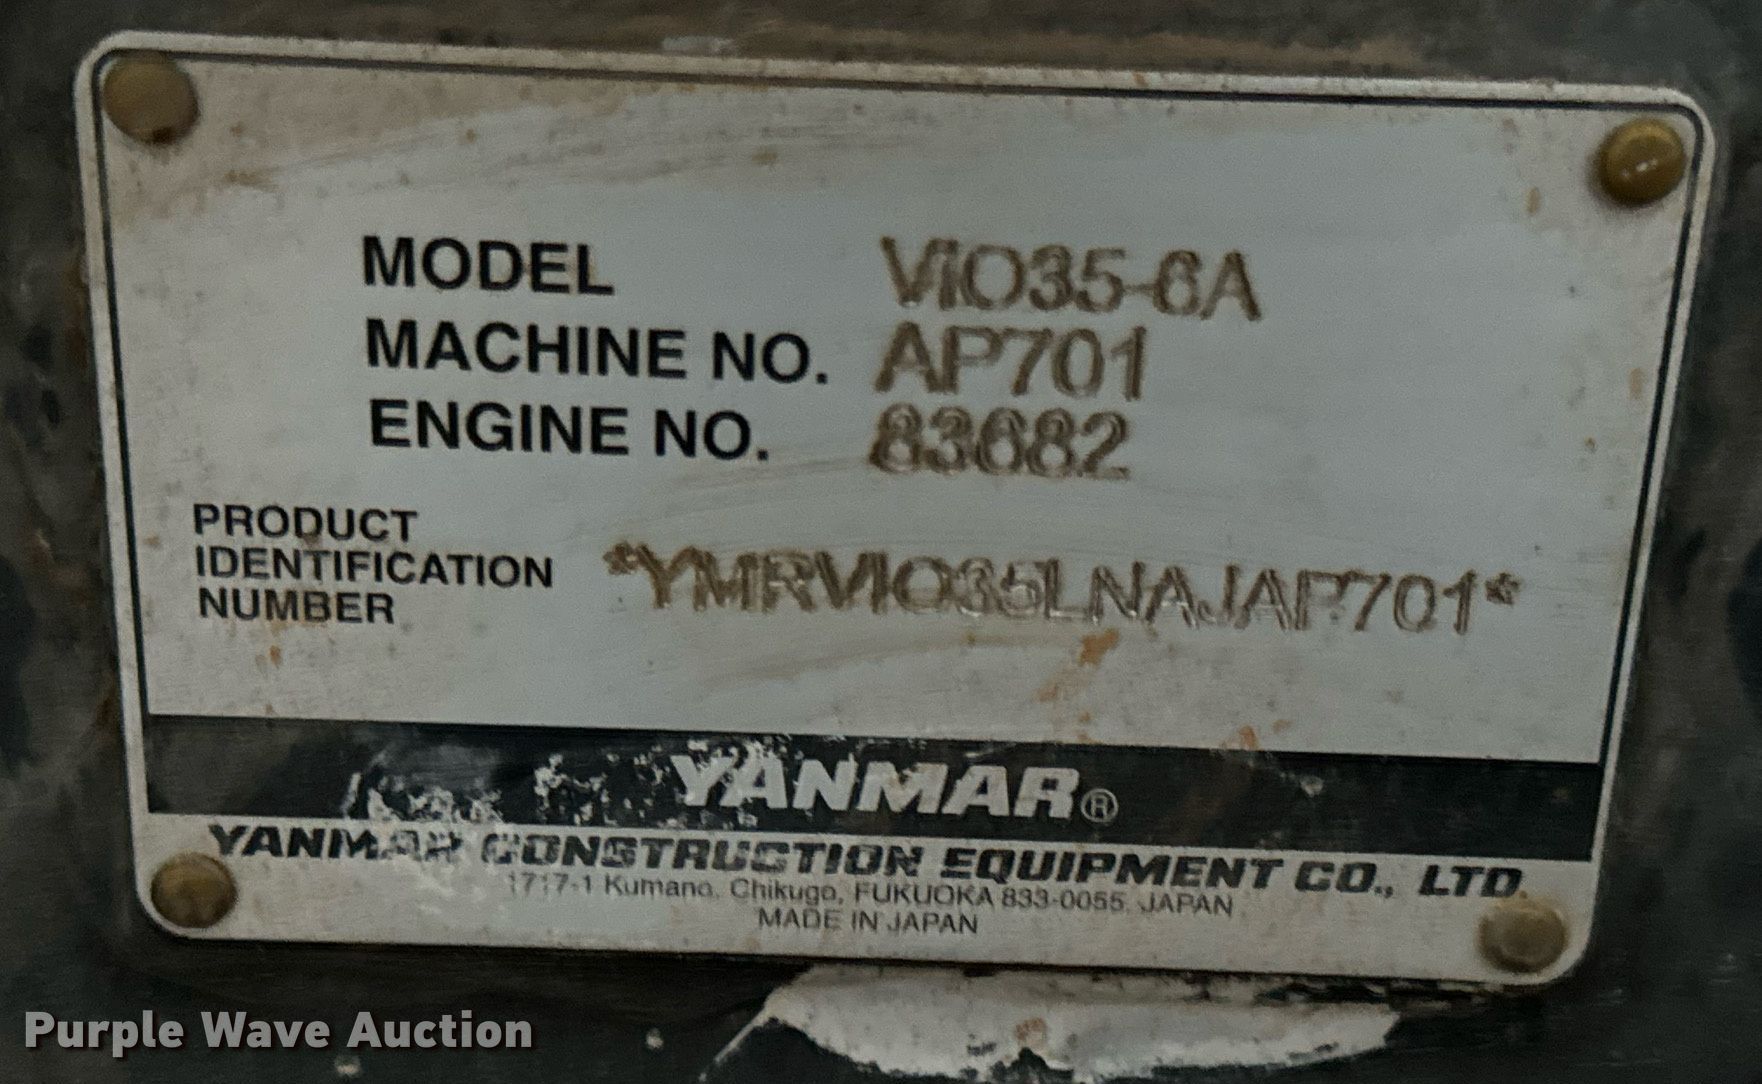 MODEL ViO35-6A
MACHINE NO. AP701
ENGINE NO. 83682
PRODUCT
IDENTIFICATION
NUMBER
*YMRVIO35LNAJAP701*
YANMAR®
YANMAR CONSTRUCTION EQUIPMENT CO., LTD.
1717-1 Kumano, Chikugo, FUKUOKA 833-0055, JAPAN
MADE IN JAPAN
Purple Wave Auction